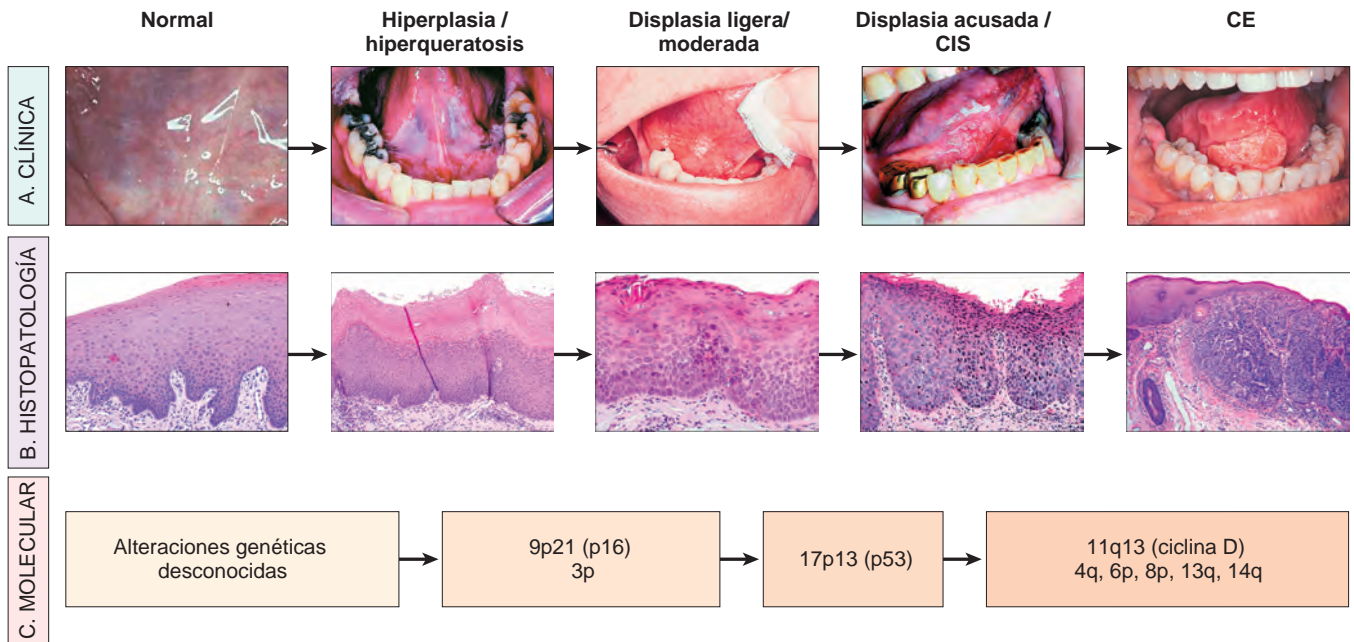 Normal
Hiperplasia /
hiperqueratosis
Displasia ligera/
moderada
Displasia acusada /
CIS
CE
A. CLÍNICA
B. HISTOPATOLOGÍA
C. MOLECULAR
Alteraciones genéticas
desconocidas
9p21 (p16)
3p
17p13 (p53)
11q13 (ciclina D)
4q, 6p, 8p, 13q, 14q